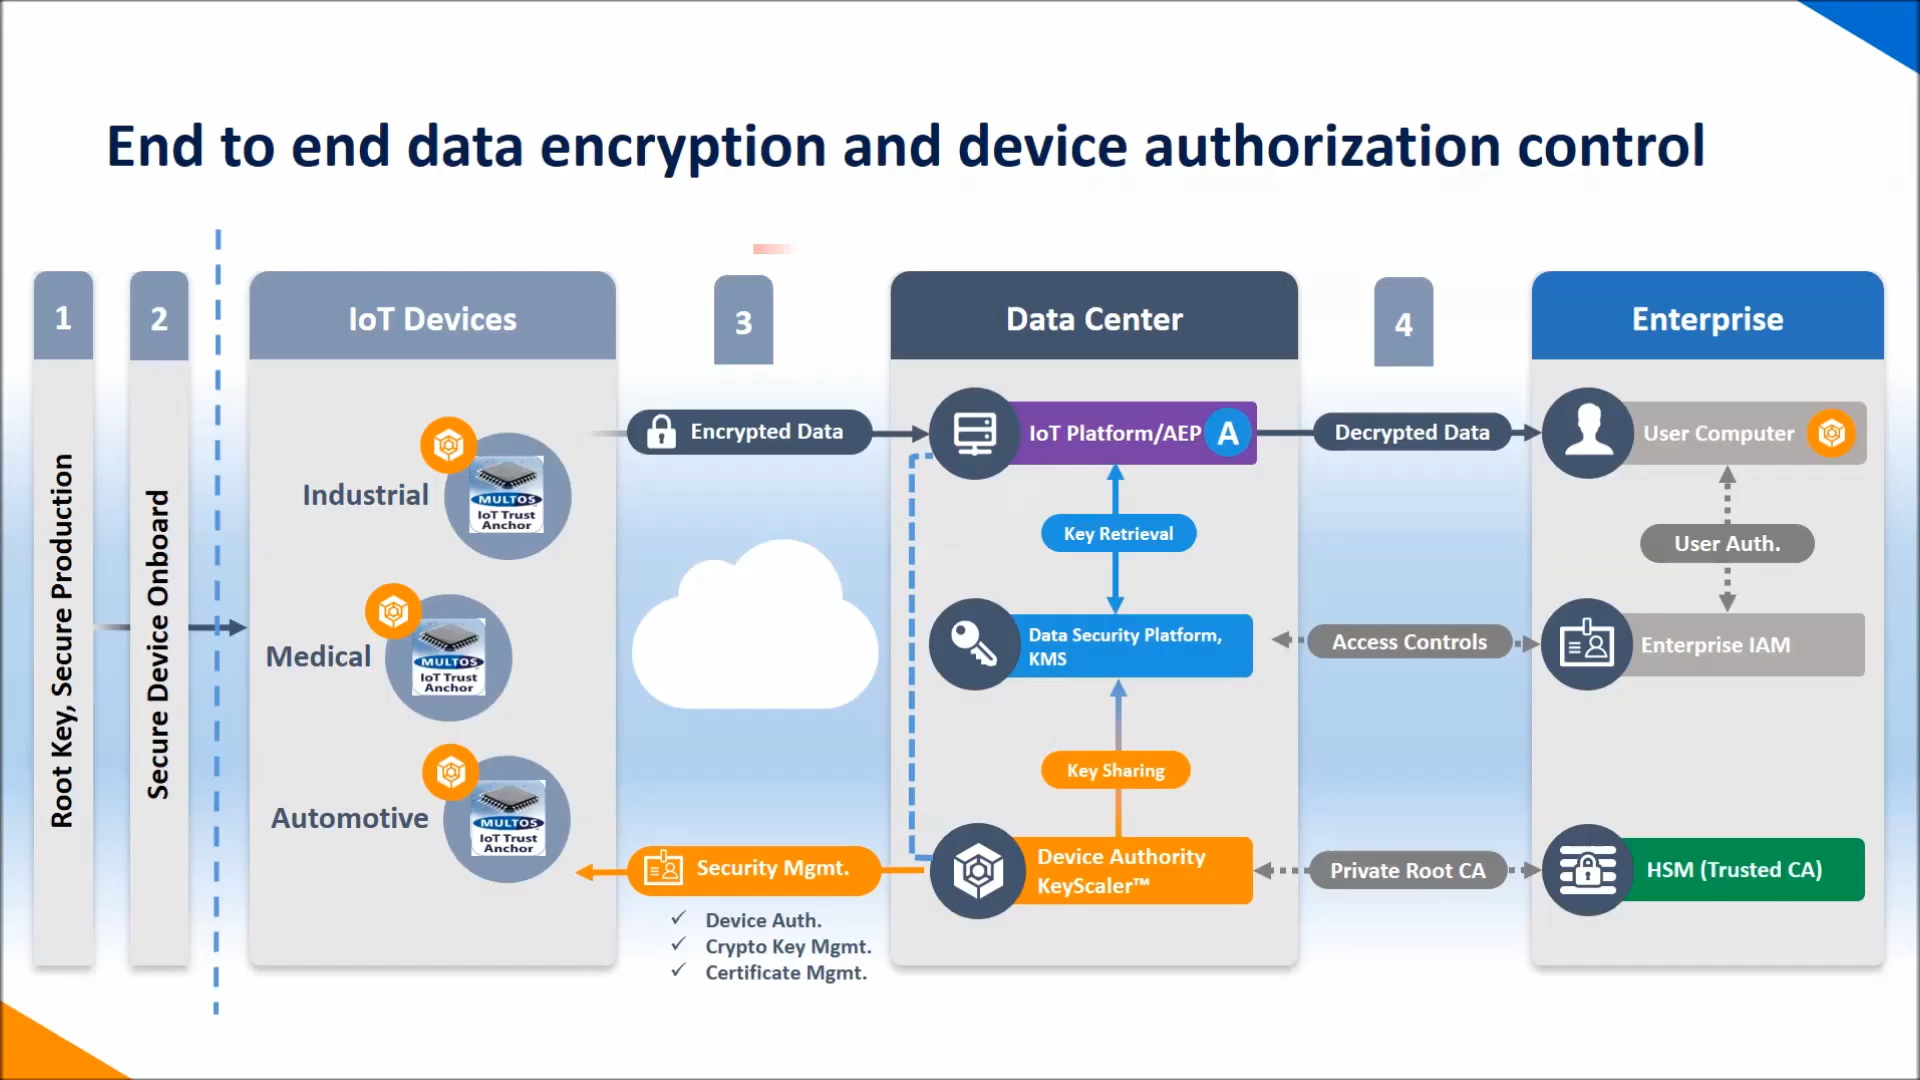 End to end data encryption and device authorization control
1
Root Key, Secure Production
2
Secure Device Onboard
IoT Devices
Industrial
MULTOS
IoT Trust
Anchor
Medical
MULTOS
IoT Trust
Anchor
Automotive
MULTOS
IoT Trust
Anchor
3
Encrypted Data
Security Mgmt.
✓ Device Auth.
✓ Crypto Key Mgmt.
✓ Certificate Mgmt.
Data Center
IoT Platform/AEP A
Key Retrieval
Data Security Platform,
KMS
Key Sharing
Device Authority
KeyScaler™
4
Decrypted Data
Access Controls
Private Root CA
Enterprise
User Computer
User Auth.
Enterprise IAM
HSM (Trusted CA)